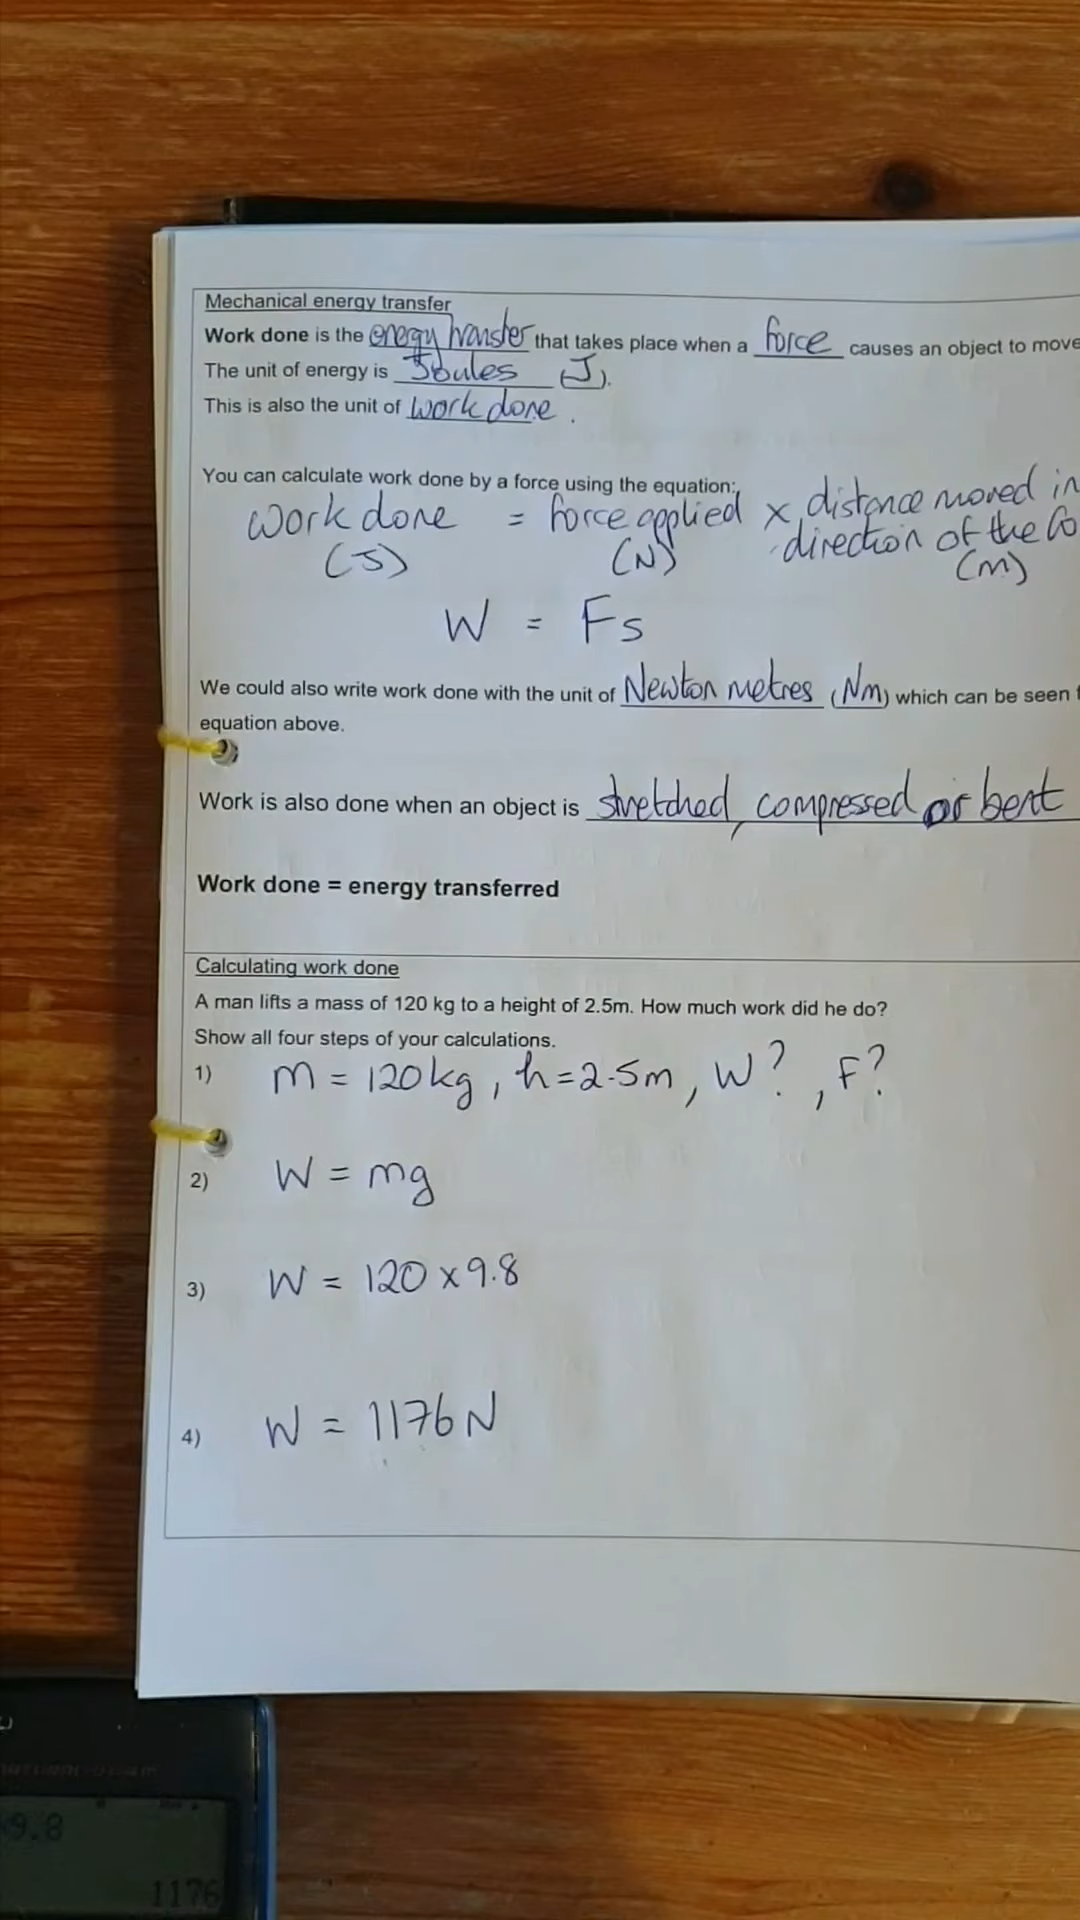 Mechanical energy transfer
Work done is the energy transfer that takes place when a force causes an object to move
The unit of energy is Joules (J).
This is also the unit of work done.
You can calculate work done by a force using the equation:
work done = force applied x distance moved in
direction of the fo
(J) (N) (m)
W = Fs
We could also write work done with the unit of Newton metres (Nm) which can be seen f
equation above.
Work is also done when an object is stretched, compressed or bent
Work done = energy transferred
Calculating work done
A man lifts a mass of 120 kg to a height of 2.5m. How much work did he do?
Show all four steps of your calculations.
1) m = 120kg, h=2.5m, W?, F?
2) W = mg
3) W = 120 x 9.8
4) W = 1176 N
9.8
1176